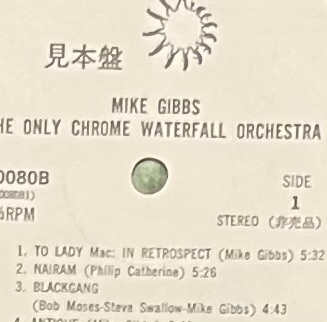 見本盤
MIKE GIBBS
HE ONLY CHROME WATERFALL ORCHESTRA
0080B
SIDE
1
RPM
STEREO (非売品)
1. TO LADY Mac: IN RETROSPECT (Mike Gibbs) 5:32
2. NAIRAM (Philip Catherine) 5:26
3. BLACKGANG
(Bob Moses-Steve Swallow-Mike Gibbs) 4:43